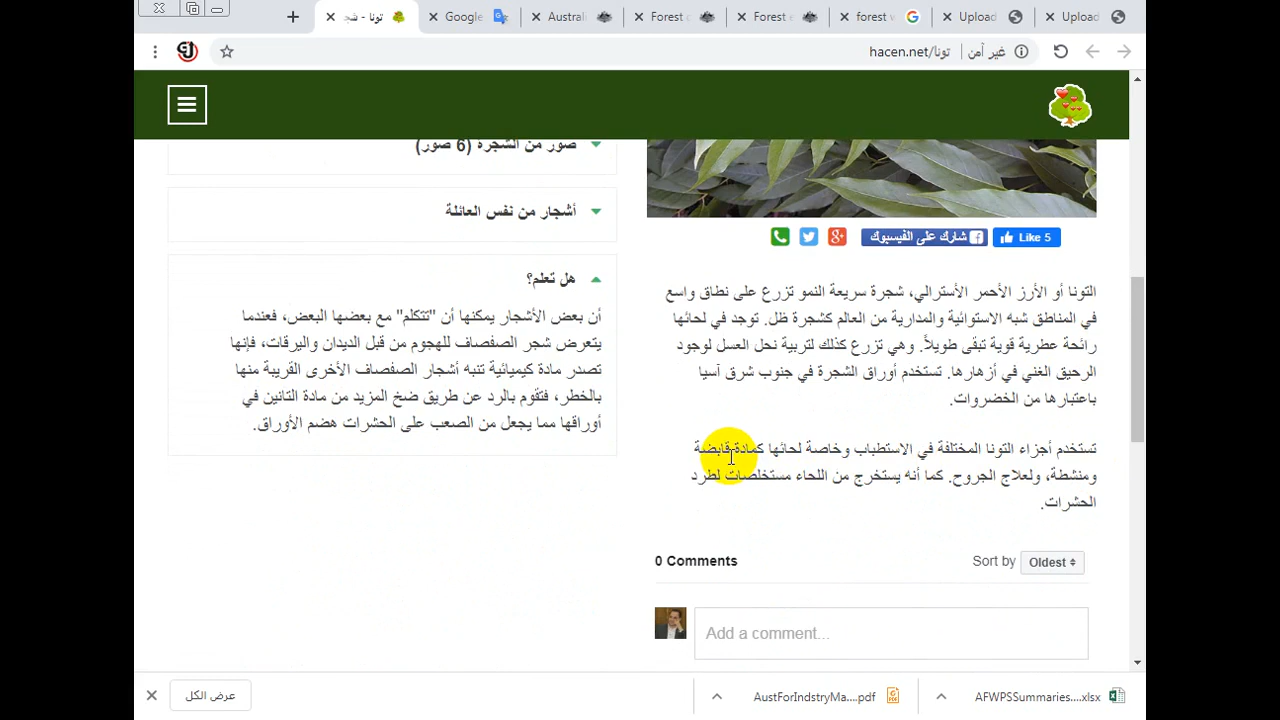 تونا - شجر
Google
Australi
Forest c
Forest e
forest w
Upload
Upload
hacen.net/تونا
غير آمن
صور من الشجرة (6 صور)
أشجار من نفس العائلة
هل تعلم؟
أن بعض الأشجار يمكنها أن "تتكلم" مع بعضها البعض، فعندما
يتعرض شجر الصفصاف للهجوم من قبل الديدان واليرقات، فإنها
تصدر مادة كيميائية تنبه أشجار الصفصاف الأخرى القريبة منها
بالخطر، فتقوم بالرد عن طريق ضخ المزيد من مادة التانين في
أوراقها مما يجعل من الصعب على الحشرات هضم الأوراق.
شارك على الفيسبوك
Like 5
التونا أو الأرز الأحمر الأسترالي، شجرة سريعة النمو تزرع على نطاق واسع
في المناطق شبه الاستوائية والمدارية من العالم كشجرة ظل. توجد في لحائها
رائحة عطرية قوية تبقى طويلاً. وهي تزرع كذلك لتربية نحل العسل لوجود
الرحيق الغني في أزهارها. تستخدم أوراق الشجرة في جنوب شرق آسيا
باعتبارها من الخضروات.
تستخدم أجزاء التونا المختلفة في الاستطباب وخاصة لحائها كمادة قابضة
ومنشطة، ولعلاج الجروح. كما أنه يستخرج من اللحاء مستخلصات لطرد
الحشرات.
0 Comments
Sort by Oldest
Add a comment...
عرض الكل
AustForIndstryMa....pdf
AFWPSSummaries....xlsx